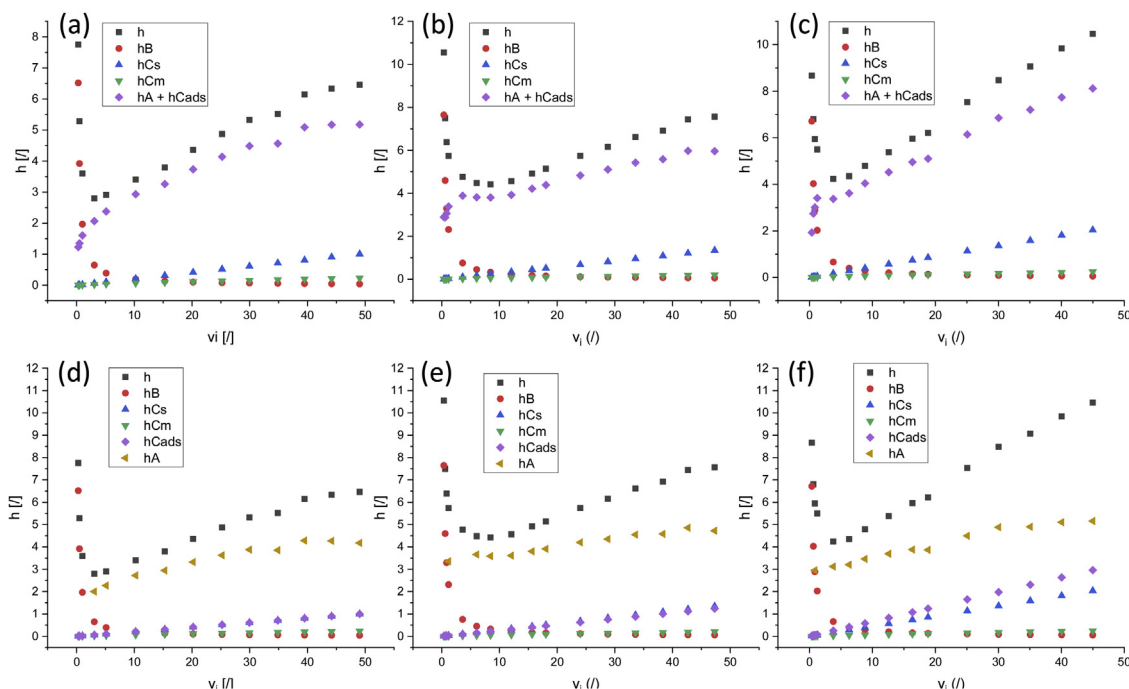 (a)
h
hB
hCs
hCm
hA + hCads
8
7
6
5
4
3
2
1
0
h [/]
0 10 20 30 40 50
vi [/]
(b)
h
hB
hCs
hCm
hA + hCads
12
10
8
6
4
2
0
h [/]
0 10 20 30 40 50
vi (/)
(c)
h
hB
hCs
hCm
hA + hCads
10
8
6
4
2
0
h [/]
0 10 20 30 40 50
vi (/)
(d)
h
hB
hCs
hCm
hCads
hA
12
11
10
9
8
7
6
5
4
3
2
1
0
h [/]
0 10 20 30 40 50
vi [/]
(e)
h
hB
hCs
hCm
hCads
hA
12
11
10
9
8
7
6
5
4
3
2
1
0
h [/]
0 10 20 30 40 50
vi (/)
(f)
h
hB
hCs
hCm
hCads
hA
12
11
10
9
8
7
6
5
4
3
2
1
0
h [/]
0 10 20 30 40 50
vi (/)